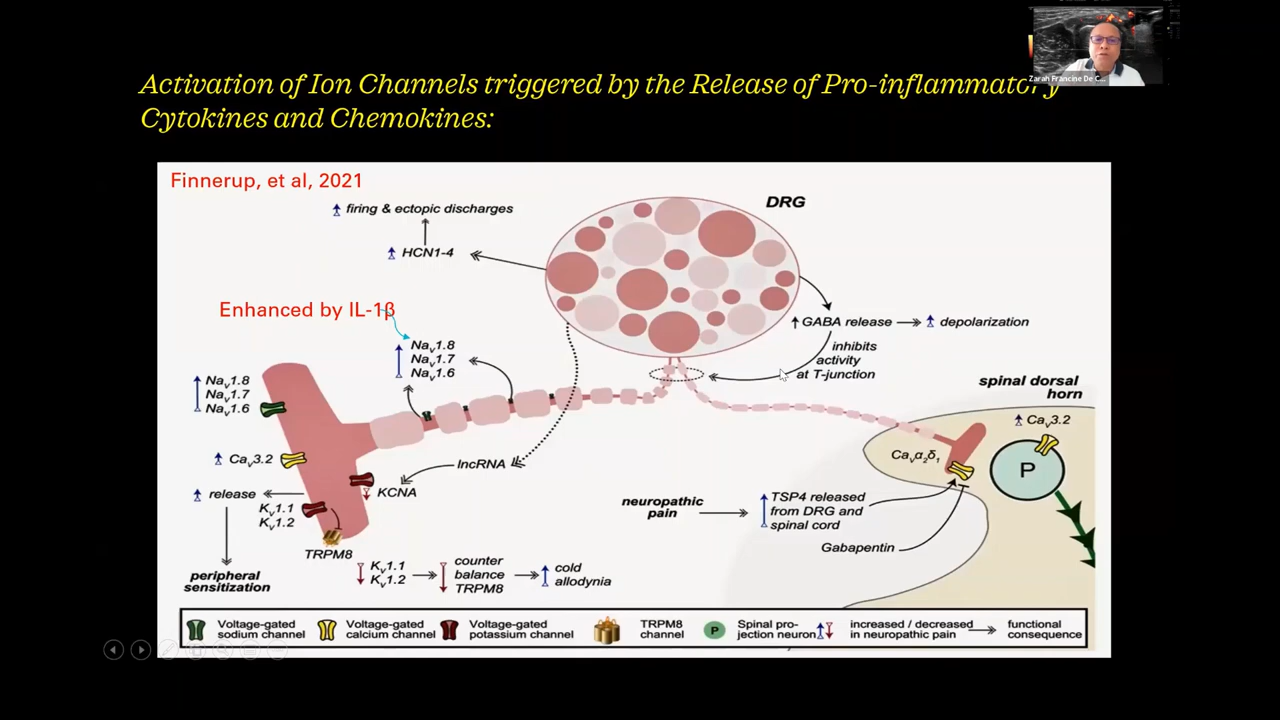 Zarah Francine De C...
Activation of Ion Channels triggered by the Release of Pro-inflammatory
Cytokines and Chemokines:
Finnerup, et al, 2021
DRG
firing & ectopic discharges
HCN1-4
Enhanced by IL-1β
Nav1.8
Nav1.7
Nav1.6
GABA release
depolarization
inhibits
activity
at T-junction
Nav1.8
Nav1.7
Nav1.6
spinal dorsal
horn
Cav3.2
Cavα2δ1
P
Cav3.2
lncRNA
KCNA
release
Kv1.1
Kv1.2
TRPM8
neuropathic
pain
TSP4 released
from DRG and
spinal cord
Gabapentin
peripheral
sensitization
Kv1.1
Kv1.2
counter
balance
TRPM8
cold
allodynia
Voltage-gated
sodium channel
Voltage-gated
calcium channel
Voltage-gated
potassium channel
TRPM8
channel
P
Spinal pro-
jection neuron
increased / decreased
in neuropathic pain
functional
consequence